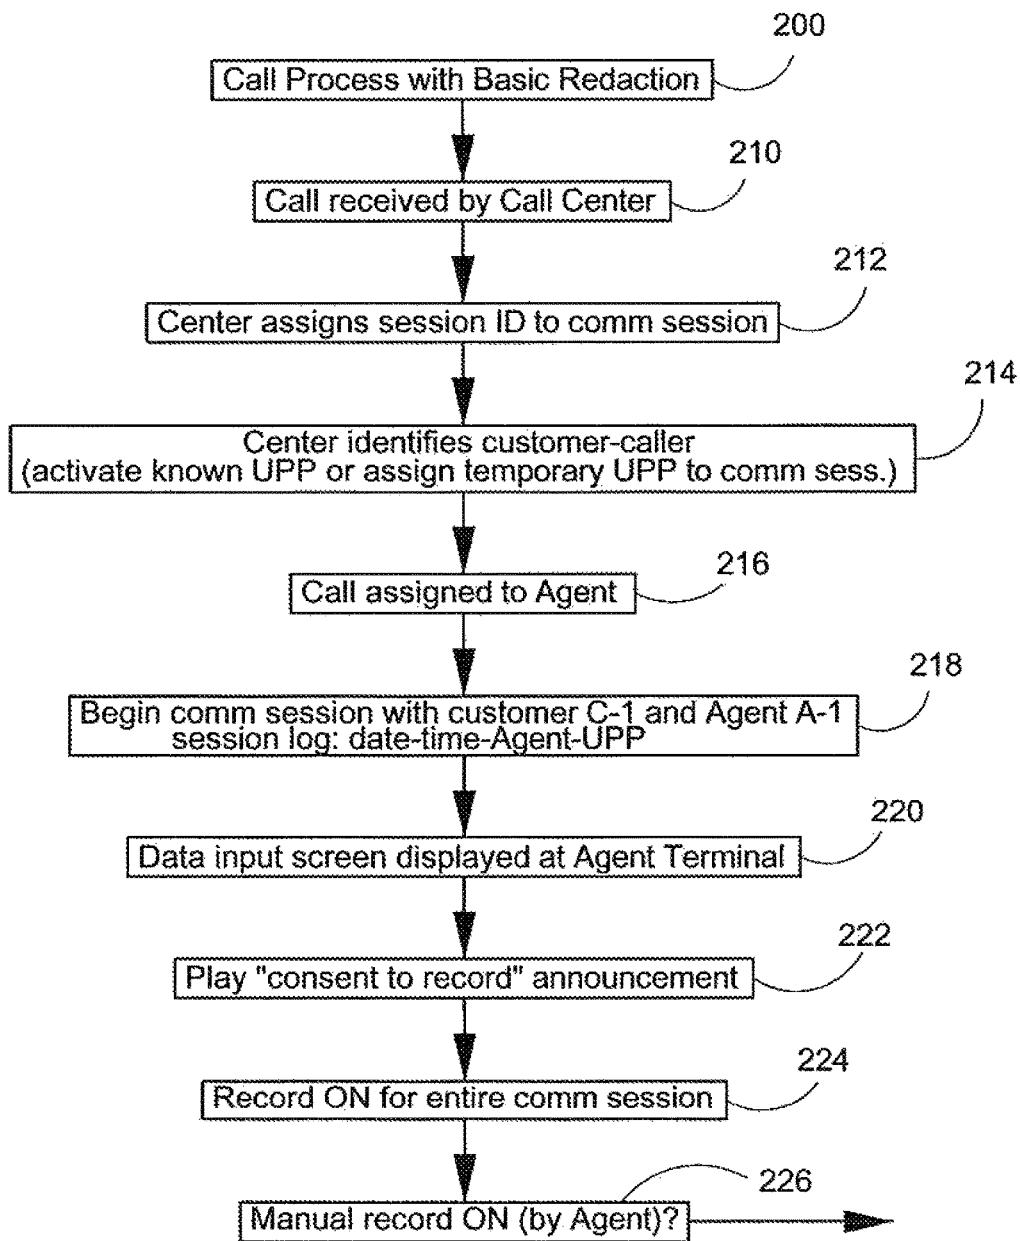 200
Call Process with Basic Redaction
210
Call received by Call Center
212
Center assigns session ID to comm session
214
Center identifies customer-caller
(activate known UPP or assign temporary UPP to comm sess.)
216
Call assigned to Agent
218
Begin comm session with customer C-1 and Agent A-1
session log: date-time-Agent-UPP
220
Data input screen displayed at Agent Terminal
222
Play "consent to record" announcement
224
Record ON for entire comm session
226
Manual record ON (by Agent)?